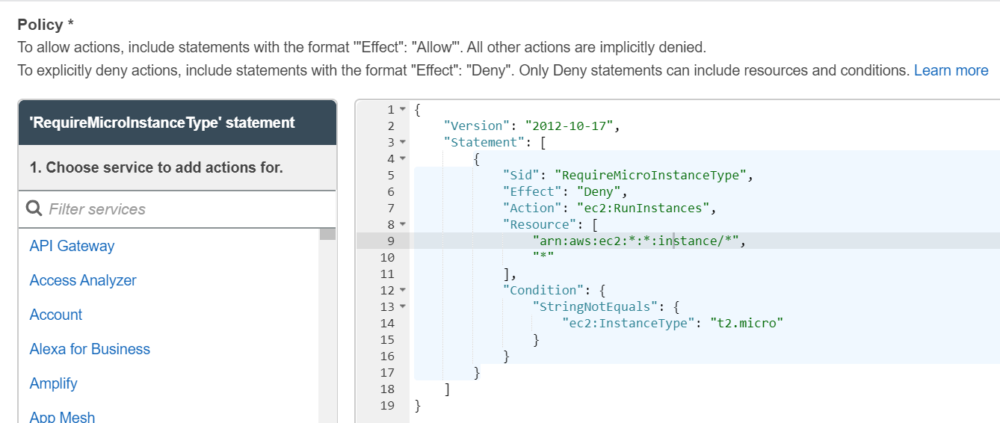 Policy *
To allow actions, include statements with the format '"Effect": "Allow"'. All other actions are implicitly denied.
To explicitly deny actions, include statements with the format "Effect": "Deny". Only Deny statements can include resources and conditions. Learn more
'RequireMicroInstanceType' statement
1. Choose service to add actions for.
Filter services
API Gateway
Access Analyzer
Account
Alexa for Business
Amplify
App Mesh
1 {
2     "Version": "2012-10-17",
3     "Statement": [
4         {
5             "Sid": "RequireMicroInstanceType",
6             "Effect": "Deny",
7             "Action": "ec2:RunInstances",
8             "Resource": [
9                 "arn:aws:ec2:*:*:instance/*",
10                 "*"
11             ],
12             "Condition": {
13                 "StringNotEquals": {
14                     "ec2:InstanceType": "t2.micro"
15                 }
16             }
17         }
18     ]
19 }